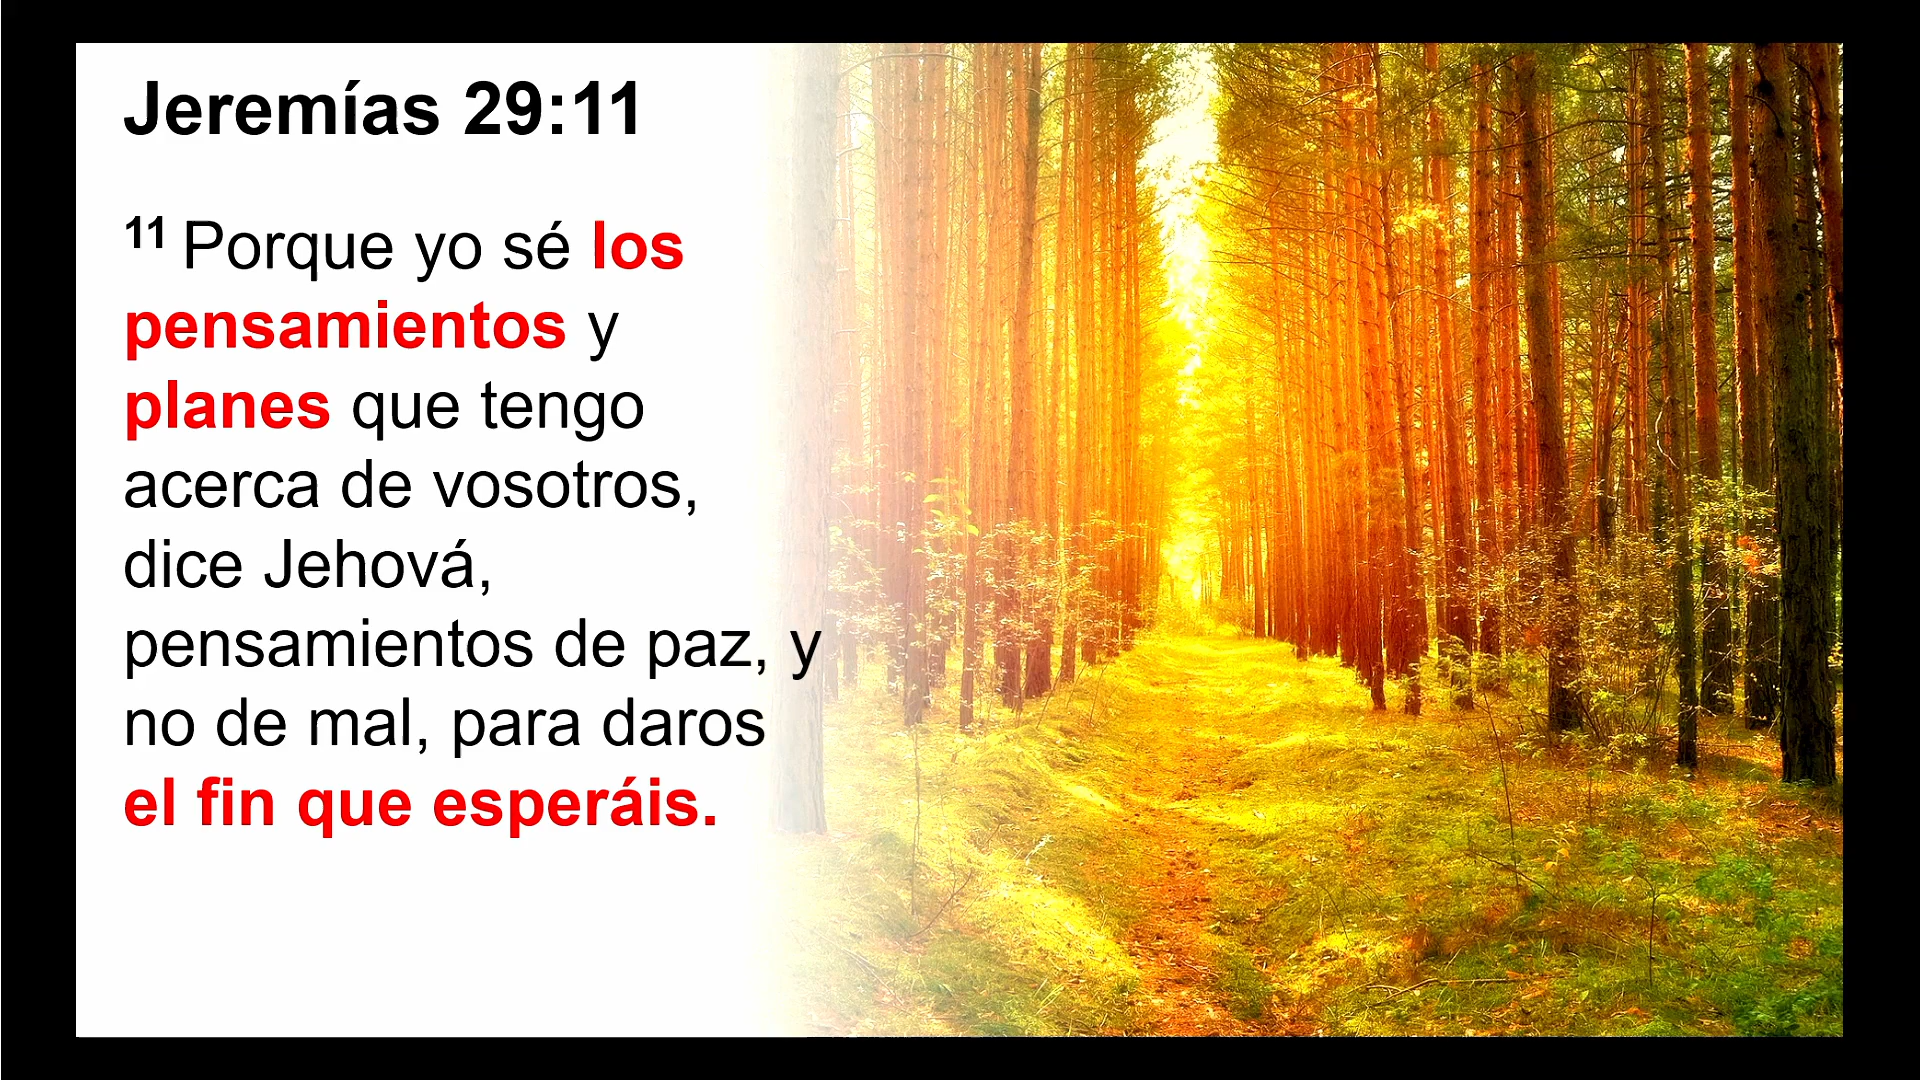 Jeremías 29:11
11 Porque yo sé los
pensamientos y
planes que tengo
acerca de vosotros,
dice Jehová,
pensamientos de paz, y
no de mal, para daros
el fin que esperáis.